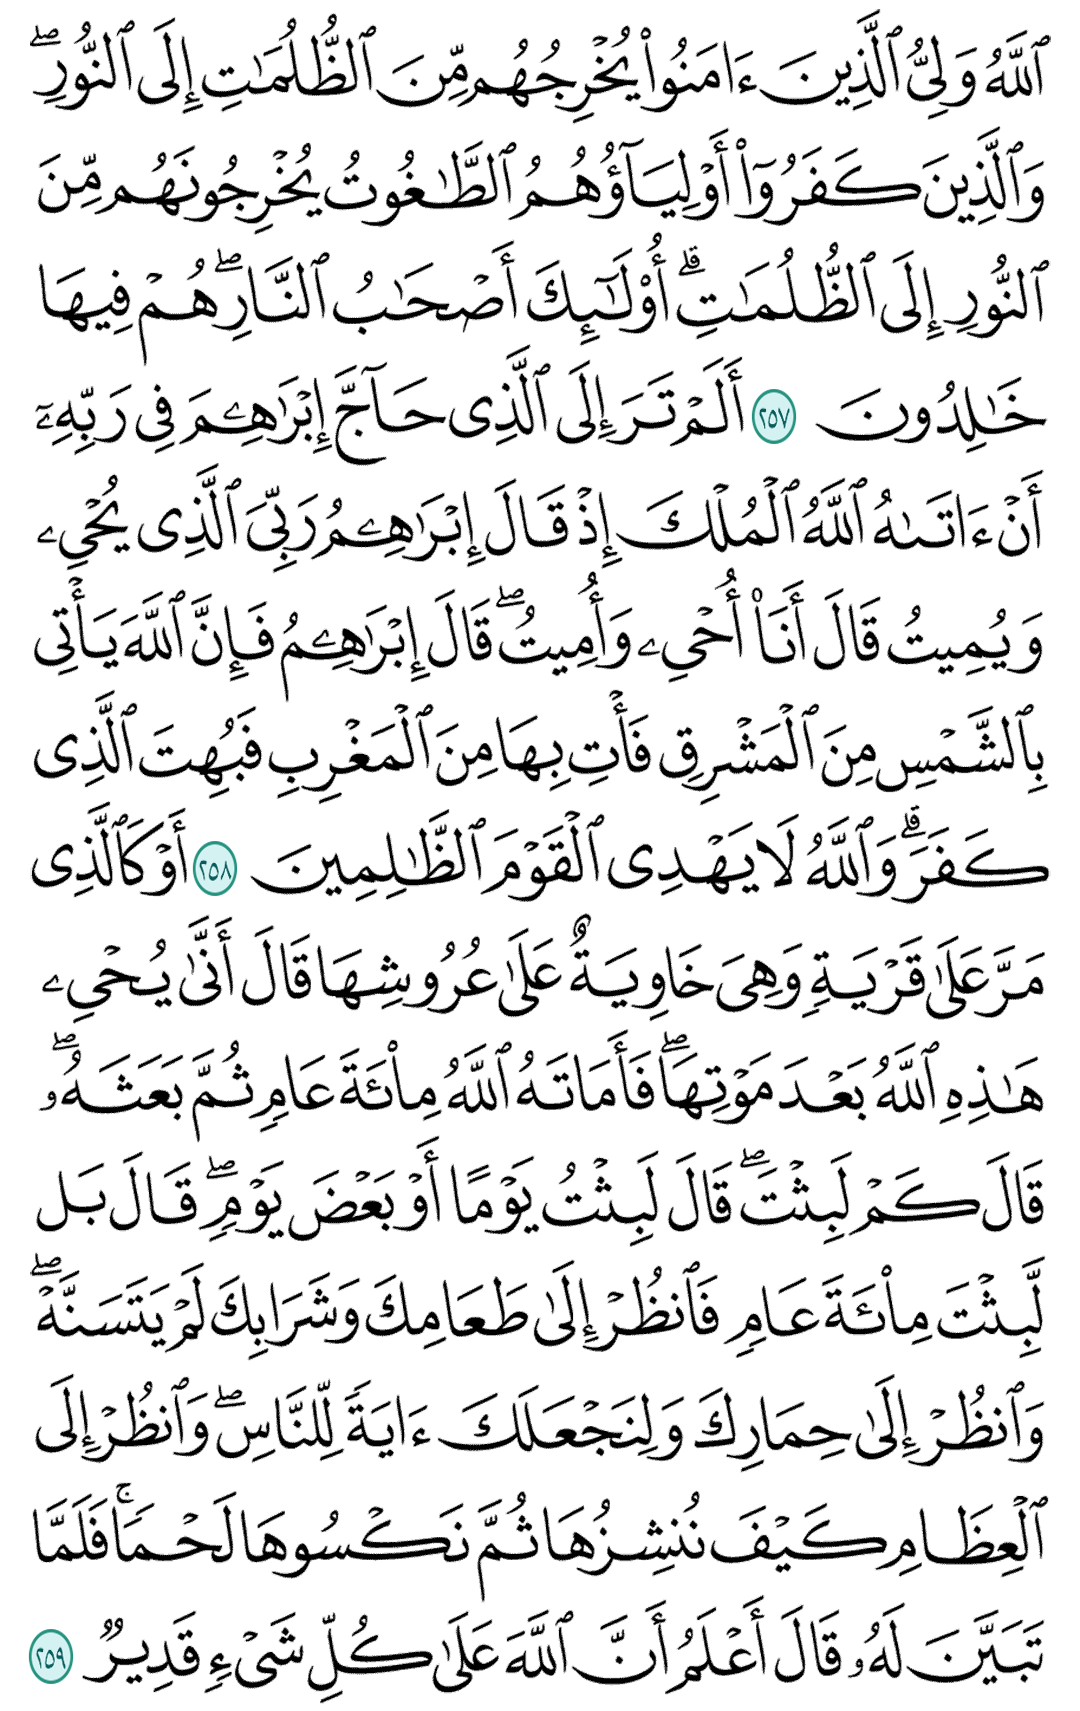 ٱللَّهُ وَلِىُّ ٱلَّذِينَ ءَامَنُوا۟ يُخْرِجُهُم مِّنَ ٱلظُّلُمَـٰتِ إِلَى ٱلنُّورِ ۖ
وَٱلَّذِينَ كَفَرُوٓا۟ أَوْلِيَآؤُهُمُ ٱلطَّـٰغُوتُ يُخْرِجُونَهُم مِّنَ
ٱلنُّورِ إِلَى ٱلظُّلُمَـٰتِ ۗ أُو۟لَـٰٓئِكَ أَصْحَـٰبُ ٱلنَّارِ ۖ هُمْ فِيهَا
خَـٰلِدُونَ ٢٥٧ أَلَمْ تَرَ إِلَى ٱلَّذِى حَآجَّ إِبْرَٰهِـۧمَ فِى رَبِّهِۦٓ
أَنْ ءَاتَىٰهُ ٱللَّهُ ٱلْمُلْكَ إِذْ قَالَ إِبْرَٰهِـۧمُ رَبِّىَ ٱلَّذِى يُحْىِۦ
وَيُمِيتُ قَالَ أَنَا۠ أُحْىِۦ وَأُمِيتُ ۖ قَالَ إِبْرَٰهِـۧمُ فَإِنَّ ٱللَّهَ يَأْتِى
بِٱلشَّمْسِ مِنَ ٱلْمَشْرِقِ فَأْتِ بِهَا مِنَ ٱلْمَغْرِبِ فَبُهِتَ ٱلَّذِى
كَفَرَ ۗ وَٱللَّهُ لَا يَهْدِى ٱلْقَوْمَ ٱلظَّـٰلِمِينَ ٢٥٨ أَوْ كَٱلَّذِى
مَرَّ عَلَىٰ قَرْيَةٍ وَهِىَ خَاوِيَةٌ عَلَىٰ عُرُوشِهَا قَالَ أَنَّىٰ يُحْىِۦ
هَـٰذِهِ ٱللَّهُ بَعْدَ مَوْتِهَا ۖ فَأَمَاتَهُ ٱللَّهُ مِا۟ئَةَ عَامٍ ثُمَّ بَعَثَهُۥ ۖ
قَالَ كَمْ لَبِثْتَ ۖ قَالَ لَبِثْتُ يَوْمًا أَوْ بَعْضَ يَوْمٍ ۖ قَالَ بَل
لَّبِثْتَ مِا۟ئَةَ عَامٍ فَٱنظُرْ إِلَىٰ طَعَامِكَ وَشَرَابِكَ لَمْ يَتَسَنَّهْ ۖ
وَٱنظُرْ إِلَىٰ حِمَارِكَ وَلِنَجْعَلَكَ ءَايَةً لِّلنَّاسِ ۖ وَٱنظُرْ إِلَى
ٱلْعِظَامِ كَيْفَ نُنشِزُهَا ثُمَّ نَكْسُوهَا لَحْمًا ۚ فَلَمَّا
تَبَيَّنَ لَهُۥ قَالَ أَعْلَمُ أَنَّ ٱللَّهَ عَلَىٰ كُلِّ شَىْءٍ قَدِيرٌ ٢٥٩